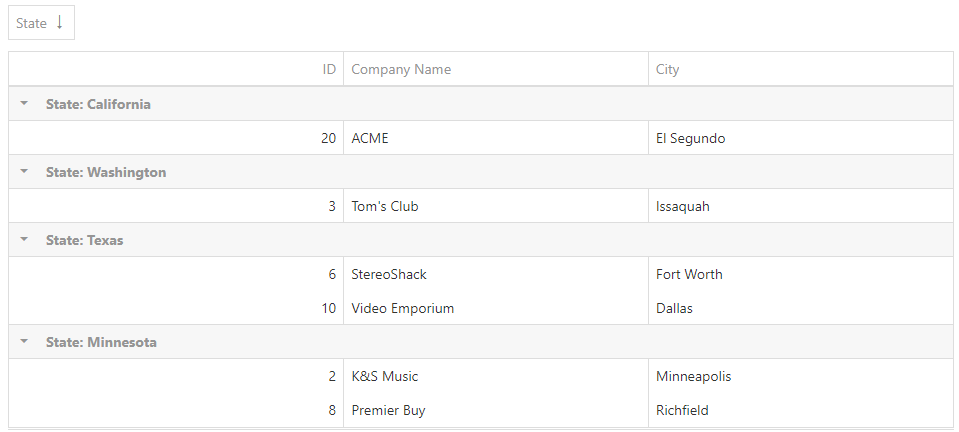 State ↓
ID Company Name City
State: California
20 ACME El Segundo
State: Washington
3 Tom's Club Issaquah
State: Texas
6 StereoShack Fort Worth
10 Video Emporium Dallas
State: Minnesota
2 K&S Music Minneapolis
8 Premier Buy Richfield